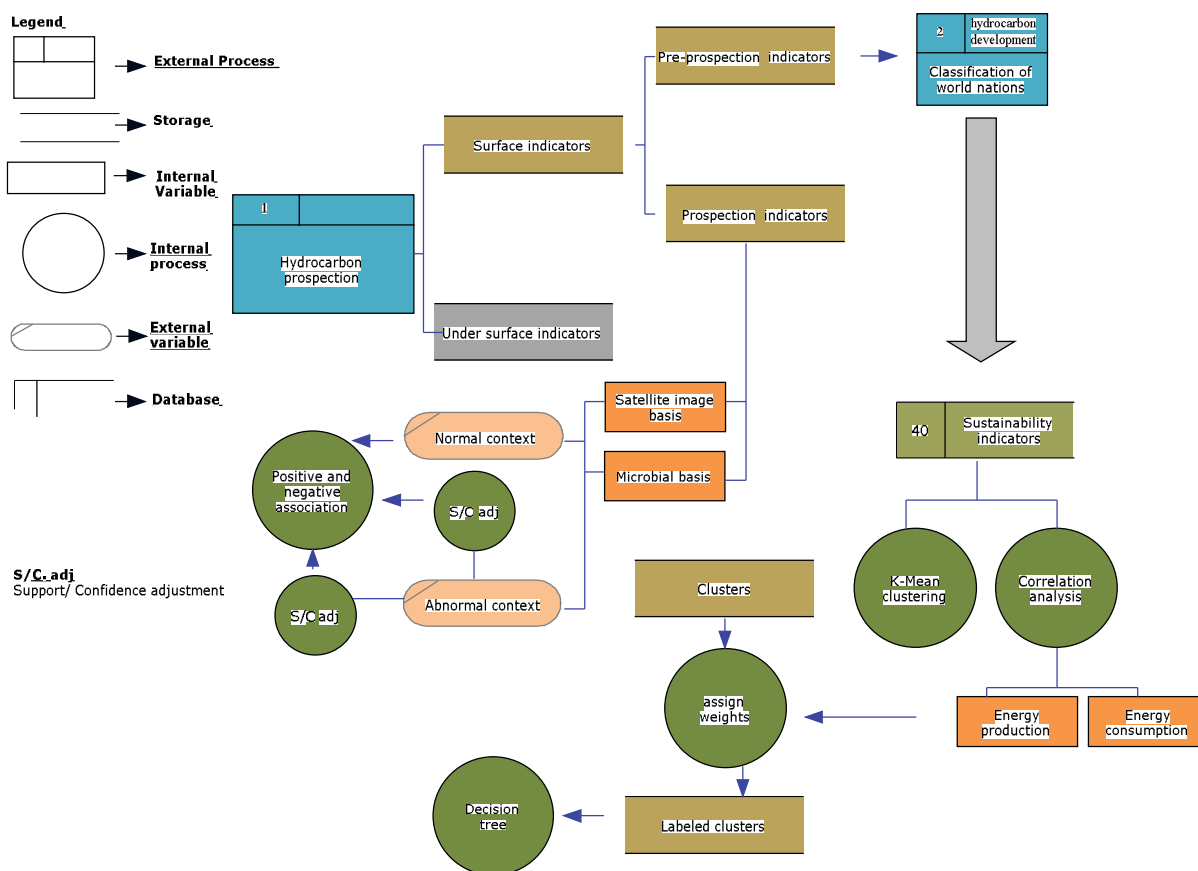 Legend
External Process
Storage
Internal
Variable
Internal
process
External
variable
Database
S/C. adj
Support/ Confidence adjustment
1
Hydrocarbon
prospection
Surface indicators
Under surface indicators
Pre-prospection indicators
Prospection indicators
2
hydrocarbon
development
Classification of
world nations
Satellite image
basis
Microbial basis
Normal context
Positive and
negative
association
S/C adj
S/C adj
Abnormal context
40
Sustainability
indicators
K-Mean
clustering
Correlation
analysis
Energy
production
Energy
consumption
Clusters
assign
weights
Labeled clusters
Decision
tree